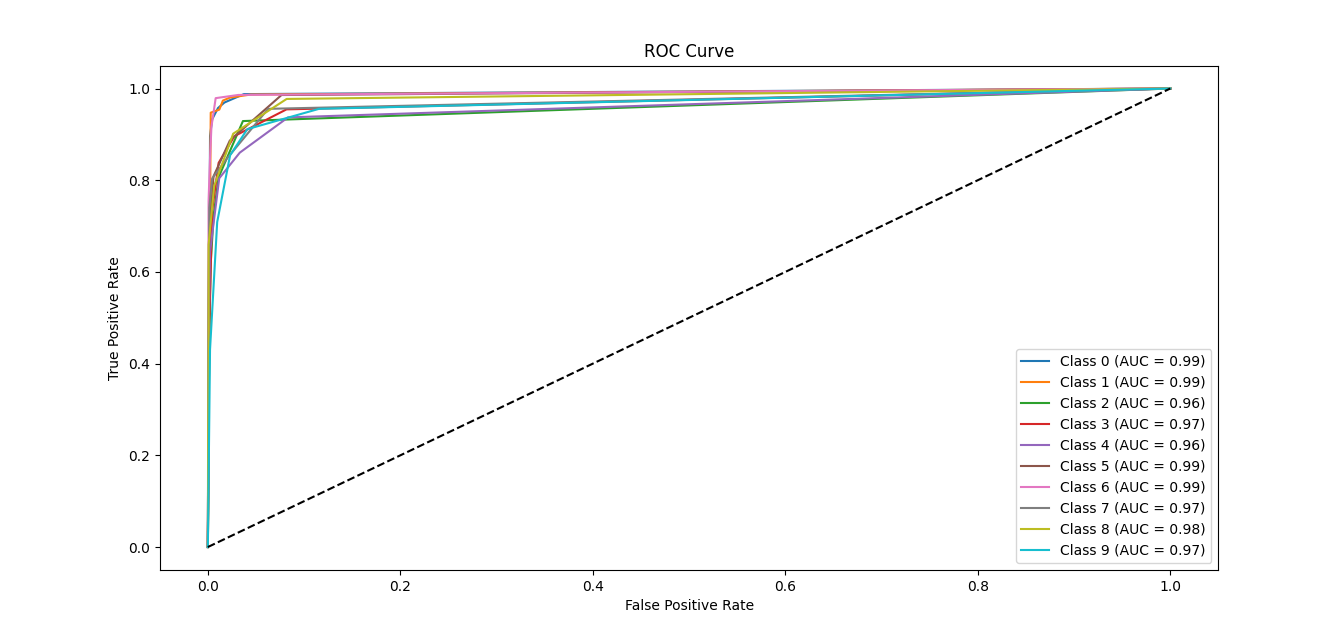 ROC Curve
True Positive Rate
1.0
0.8
0.6
0.4
0.2
0.0
Class 0 (AUC = 0.99)
Class 1 (AUC = 0.99)
Class 2 (AUC = 0.96)
Class 3 (AUC = 0.97)
Class 4 (AUC = 0.96)
Class 5 (AUC = 0.99)
Class 6 (AUC = 0.99)
Class 7 (AUC = 0.97)
Class 8 (AUC = 0.98)
Class 9 (AUC = 0.97)
0.0 0.2 0.4 0.6 0.8 1.0
False Positive Rate